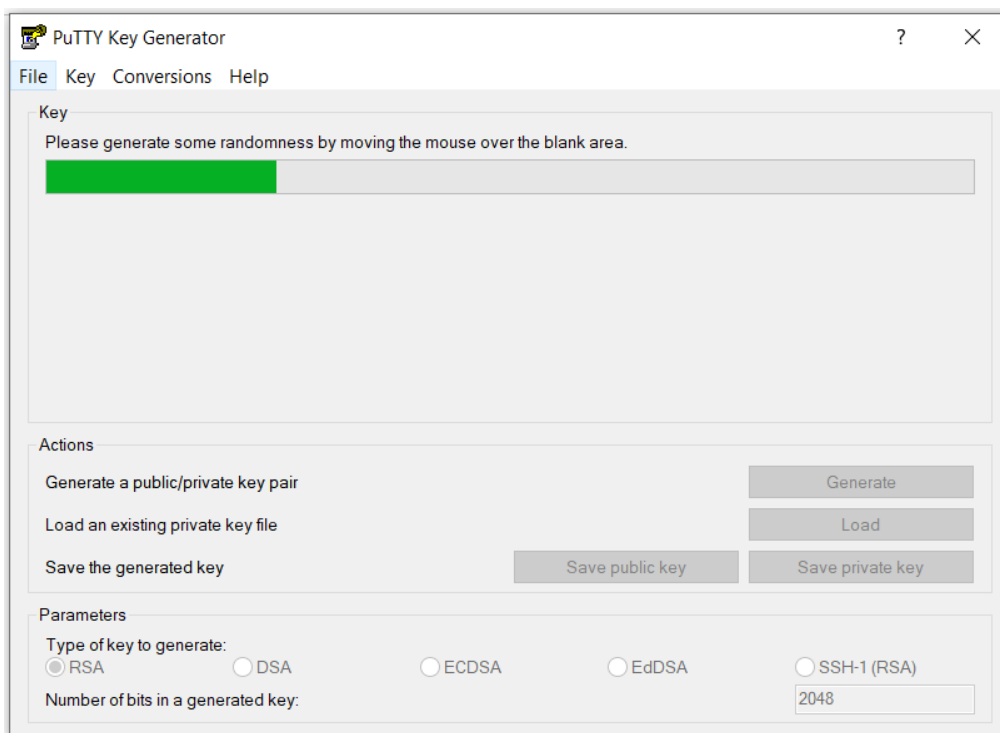 PuTTY Key Generator
?
File Key Conversions Help
Key
Please generate some randomness by moving the mouse over the blank area.
Actions
Generate a public/private key pair
Generate
Load an existing private key file
Load
Save the generated key
Save public key
Save private key
Parameters
Type of key to generate:
RSA
DSA
ECDSA
EdDSA
SSH-1 (RSA)
Number of bits in a generated key:
2048